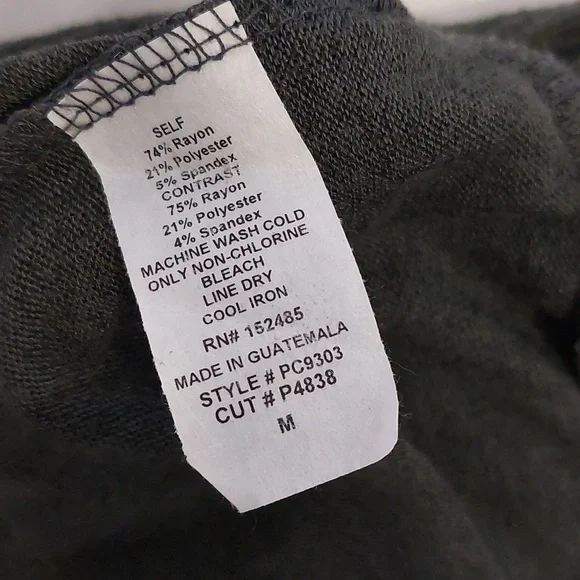 SELF
74% Rayon
21% Polyester
5% Spandex
CONTRAST
75% Rayon
21% Polyester
4% Spandex
MACHINE WASH COLD
ONLY NON-CHLORINE
BLEACH
LINE DRY
COOL IRON
RN# 152485
MADE IN GUATEMALA
STYLE # PC9303
CUT # P4838
M